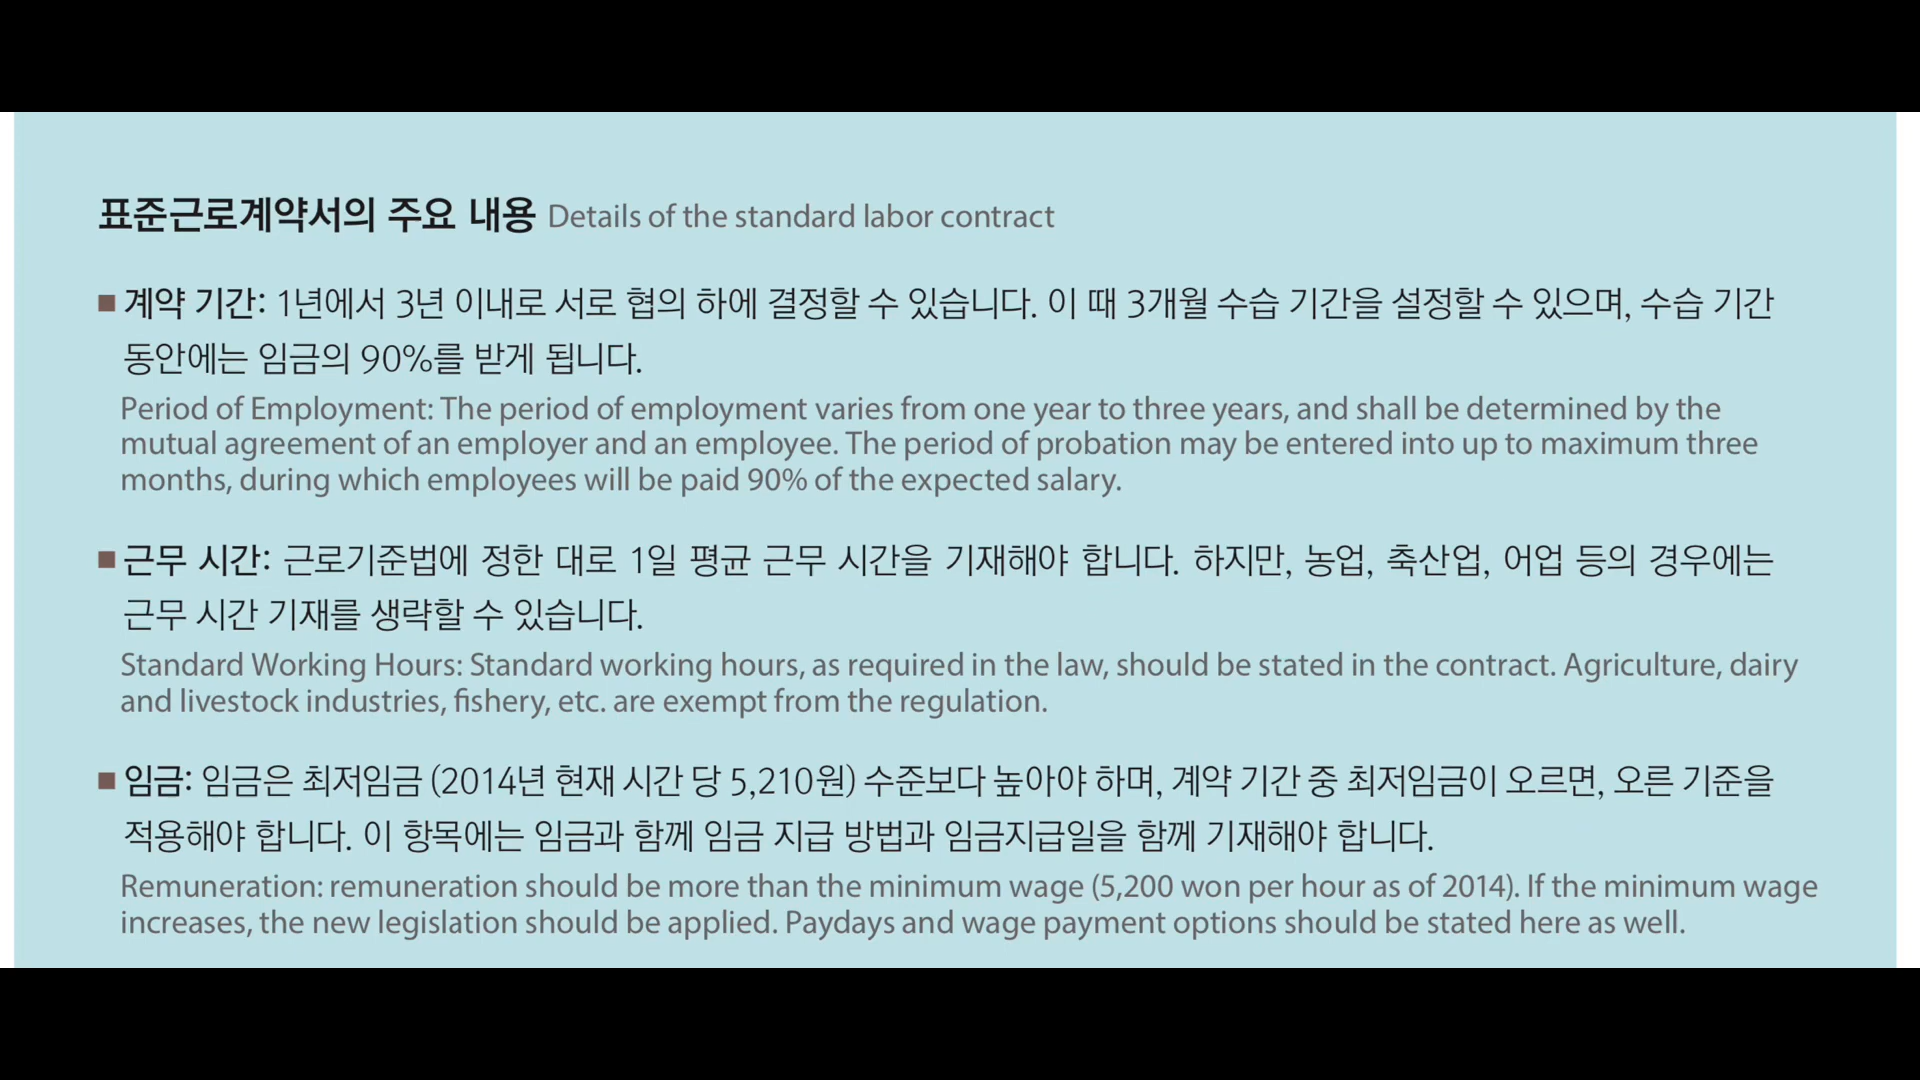 표준근로계약서의 주요 내용 Details of the standard labor contract
■ 계약 기간: 1년에서 3년 이내로 서로 협의 하에 결정할 수 있습니다. 이 때 3개월 수습 기간을 설정할 수 있으며, 수습 기간
동안에는 임금의 90%를 받게 됩니다.
Period of Employment: The period of employment varies from one year to three years, and shall be determined by the
mutual agreement of an employer and an employee. The period of probation may be entered into up to maximum three
months, during which employees will be paid 90% of the expected salary.
■ 근무 시간: 근로기준법에 정한 대로 1일 평균 근무 시간을 기재해야 합니다. 하지만, 농업, 축산업, 어업 등의 경우에는
근무 시간 기재를 생략할 수 있습니다.
Standard Working Hours: Standard working hours, as required in the law, should be stated in the contract. Agriculture, dairy
and livestock industries, fishery, etc. are exempt from the regulation.
■ 임금: 임금은 최저임금 (2014년 현재 시간 당 5,210원) 수준보다 높아야 하며, 계약 기간 중 최저임금이 오르면, 오른 기준을
적용해야 합니다. 이 항목에는 임금과 함께 임금 지급 방법과 임금지급일을 함께 기재해야 합니다.
Remuneration: remuneration should be more than the minimum wage (5,200 won per hour as of 2014). If the minimum wage
increases, the new legislation should be applied. Paydays and wage payment options should be stated here as well.